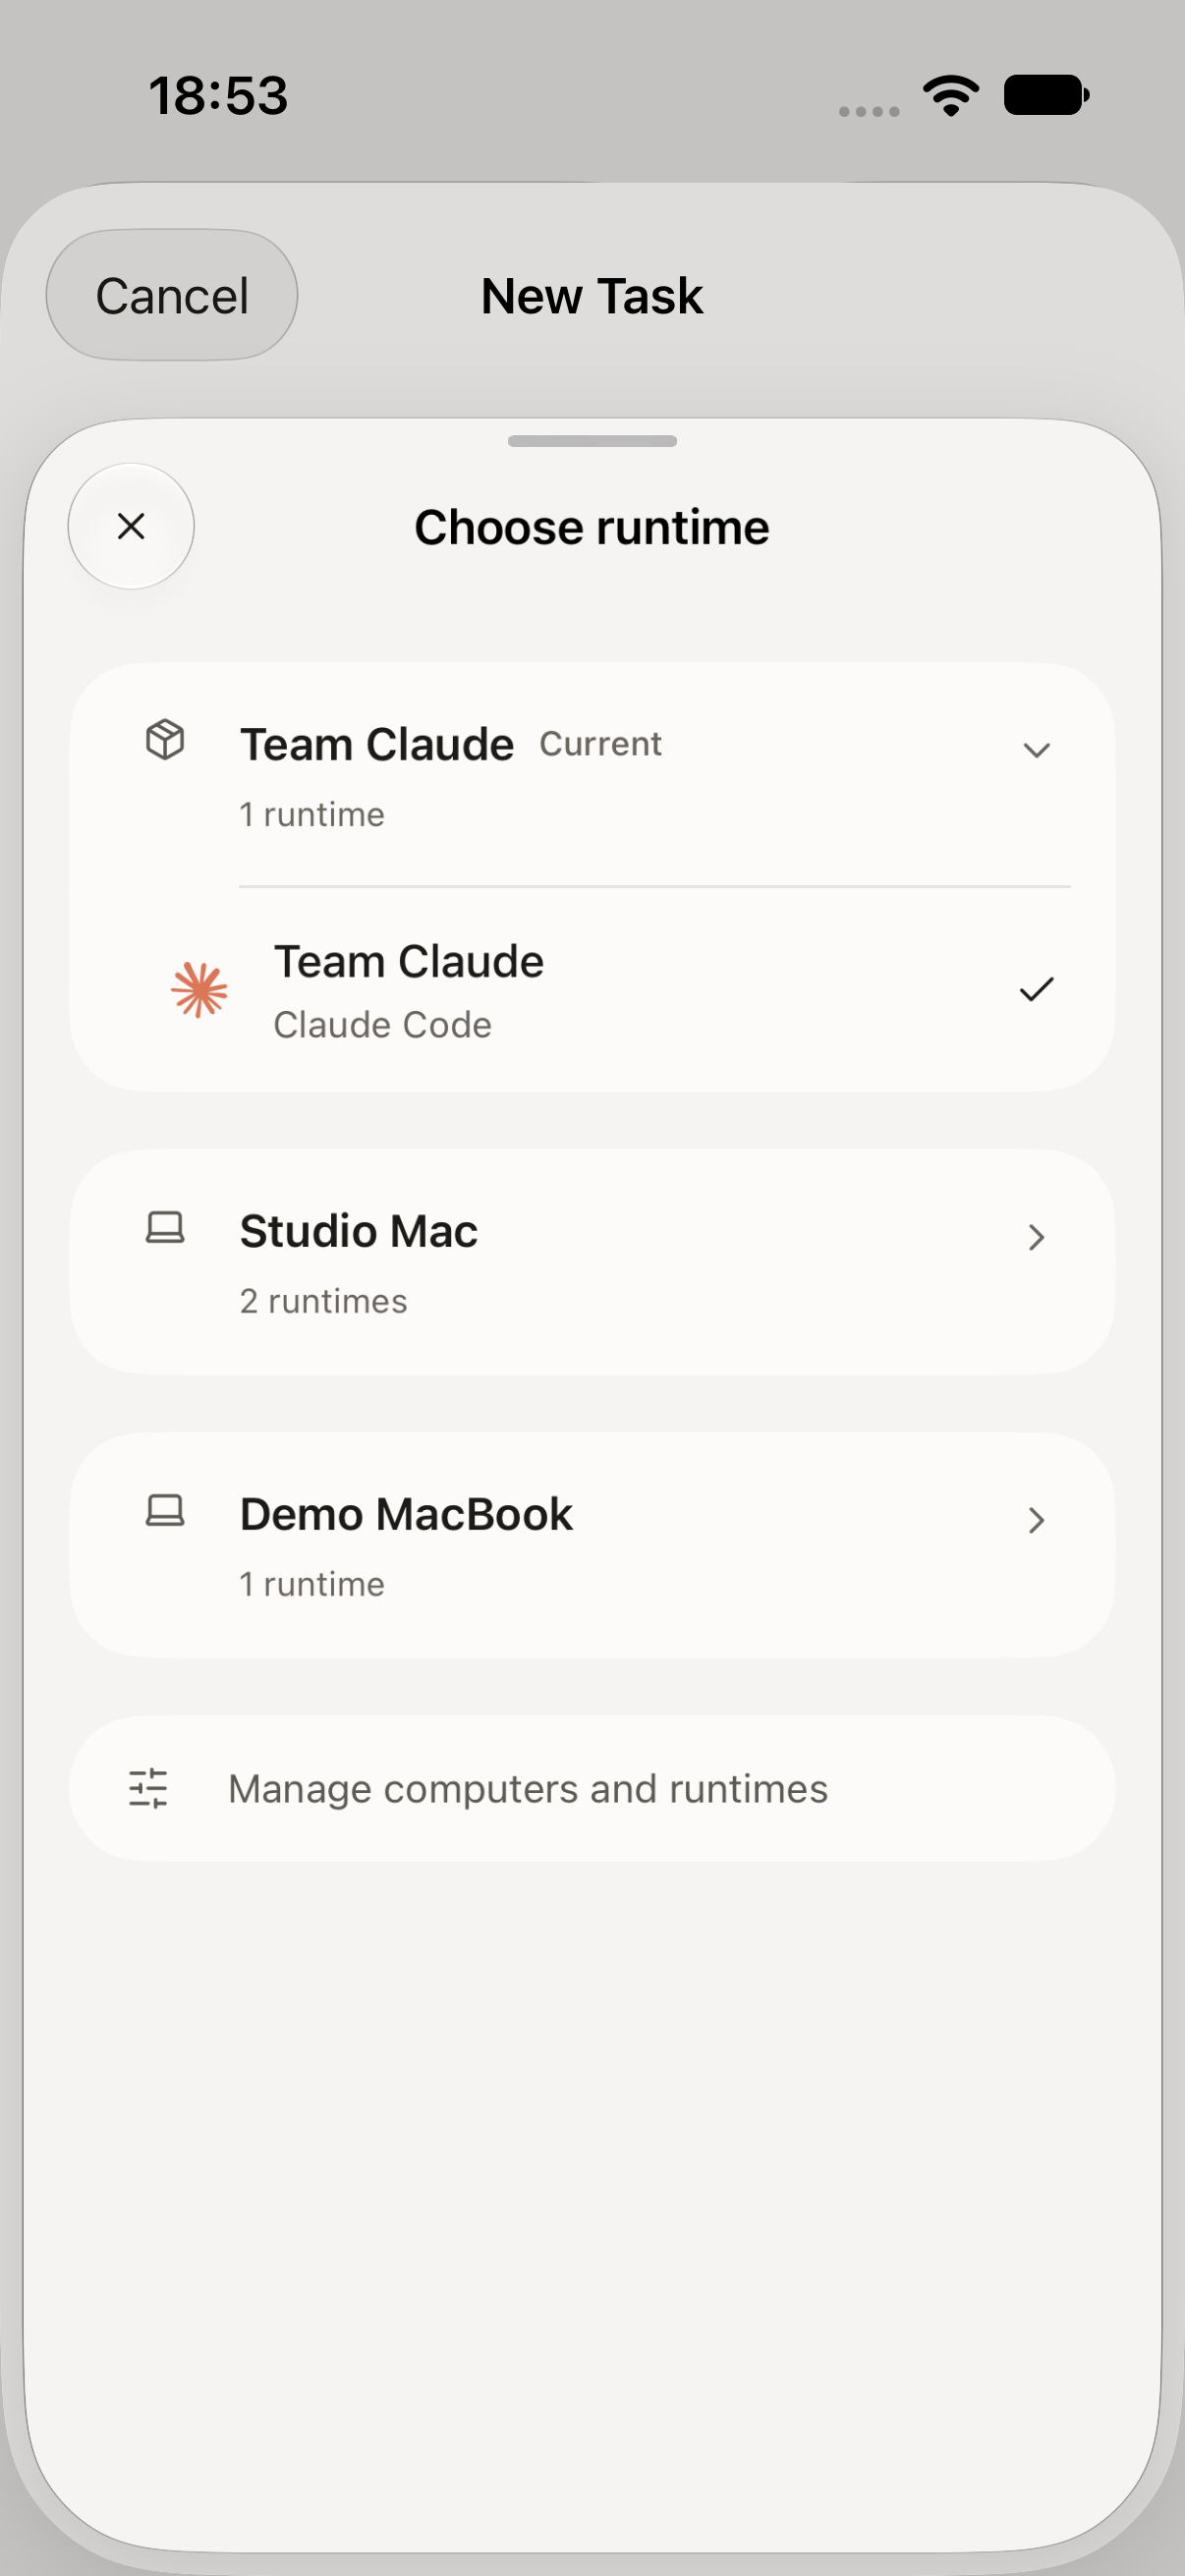 18:53
Cancel
New Task
Choose runtime
Team Claude Current
1 runtime
Team Claude
Claude Code
Studio Mac
2 runtimes
Demo MacBook
1 runtime
Manage computers and runtimes